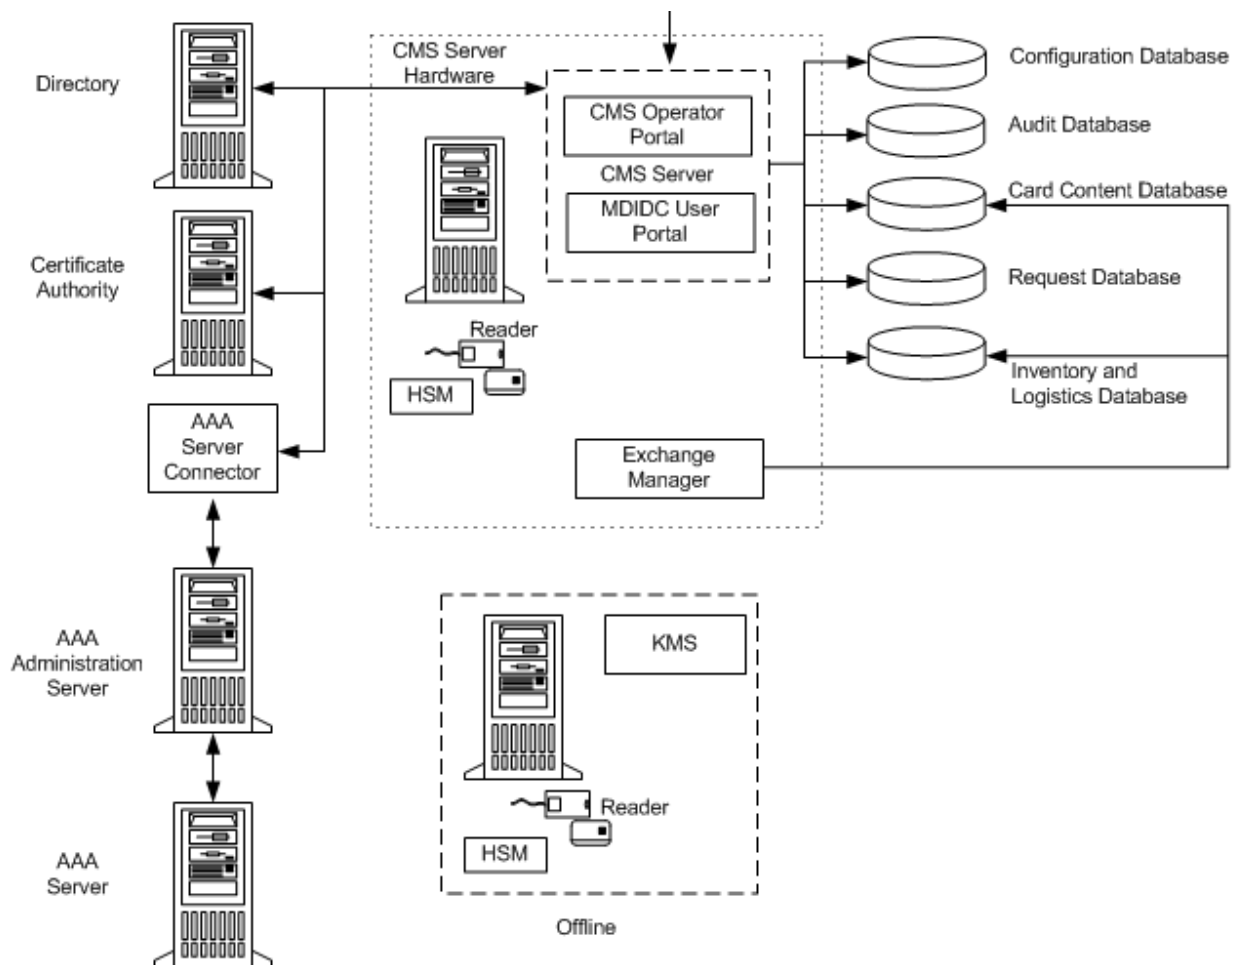 Directory
CMS Server
Hardware
CMS Operator
Portal
CMS Server
MDIDC User
Portal
Configuration Database
Audit Database
Card Content Database
Request Database
Inventory and
Logistics Database
Certificate
Authority
Reader
HSM
AAA
Server
Connector
Exchange
Manager
AAA
Administration
Server
KMS
Reader
HSM
AAA
Server
Offline